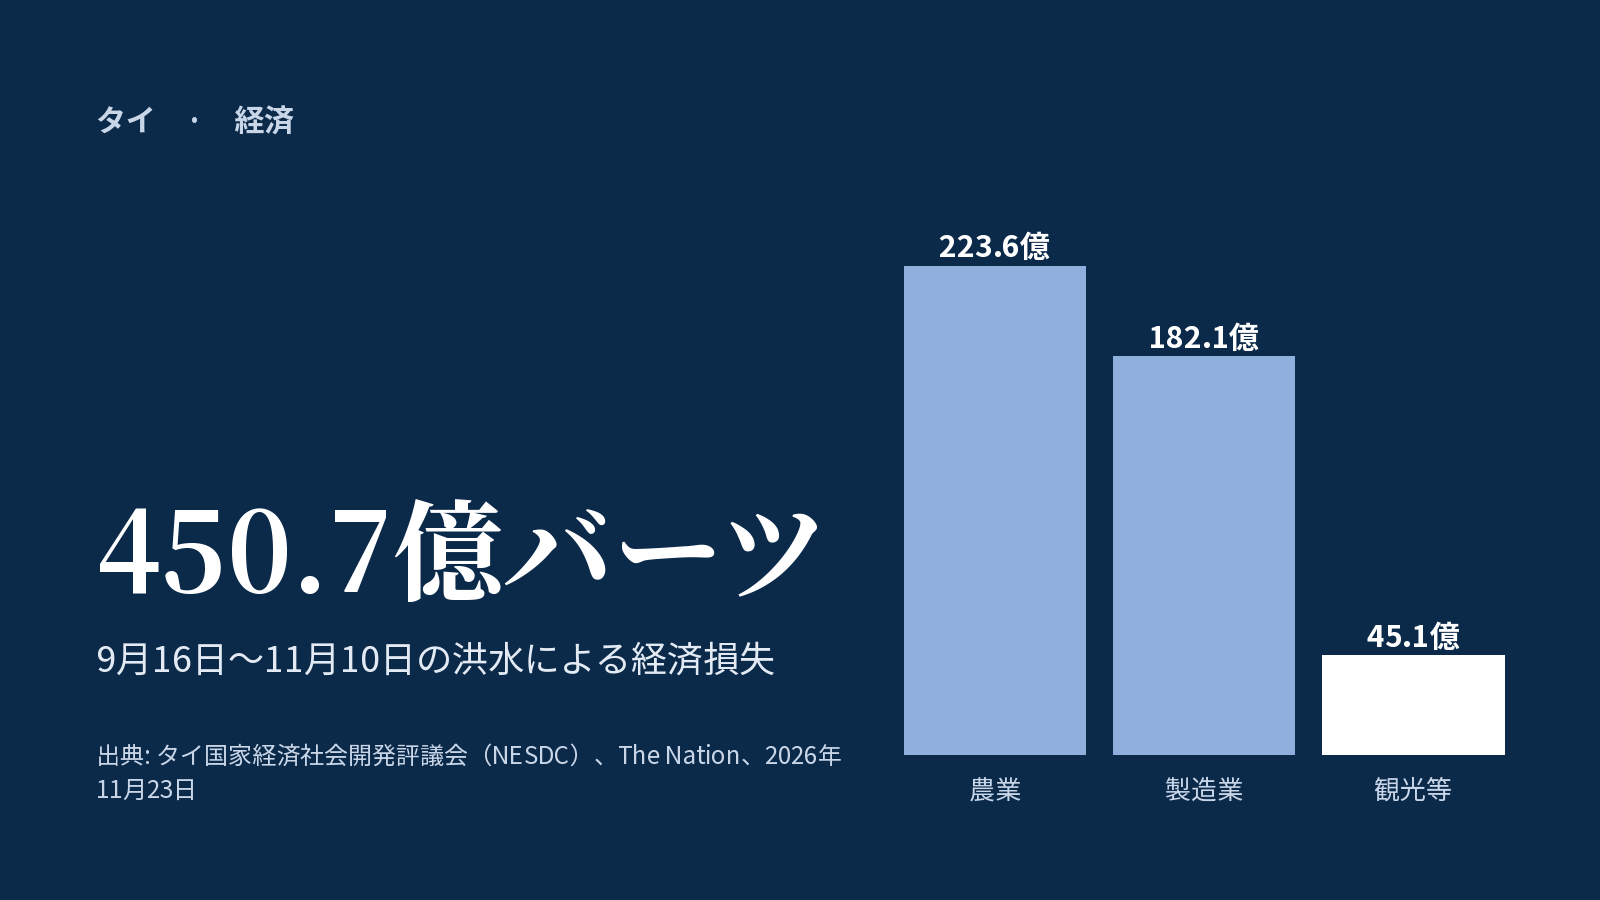 タイ · 経済
450.7億バーツ
9月16日〜11月10日の洪水による経済損失
出典: タイ国家経済社会開発評議会（NESDC）、The Nation、2026年
11月23日
223.6億
182.1億
45.1億
農業
製造業
観光等